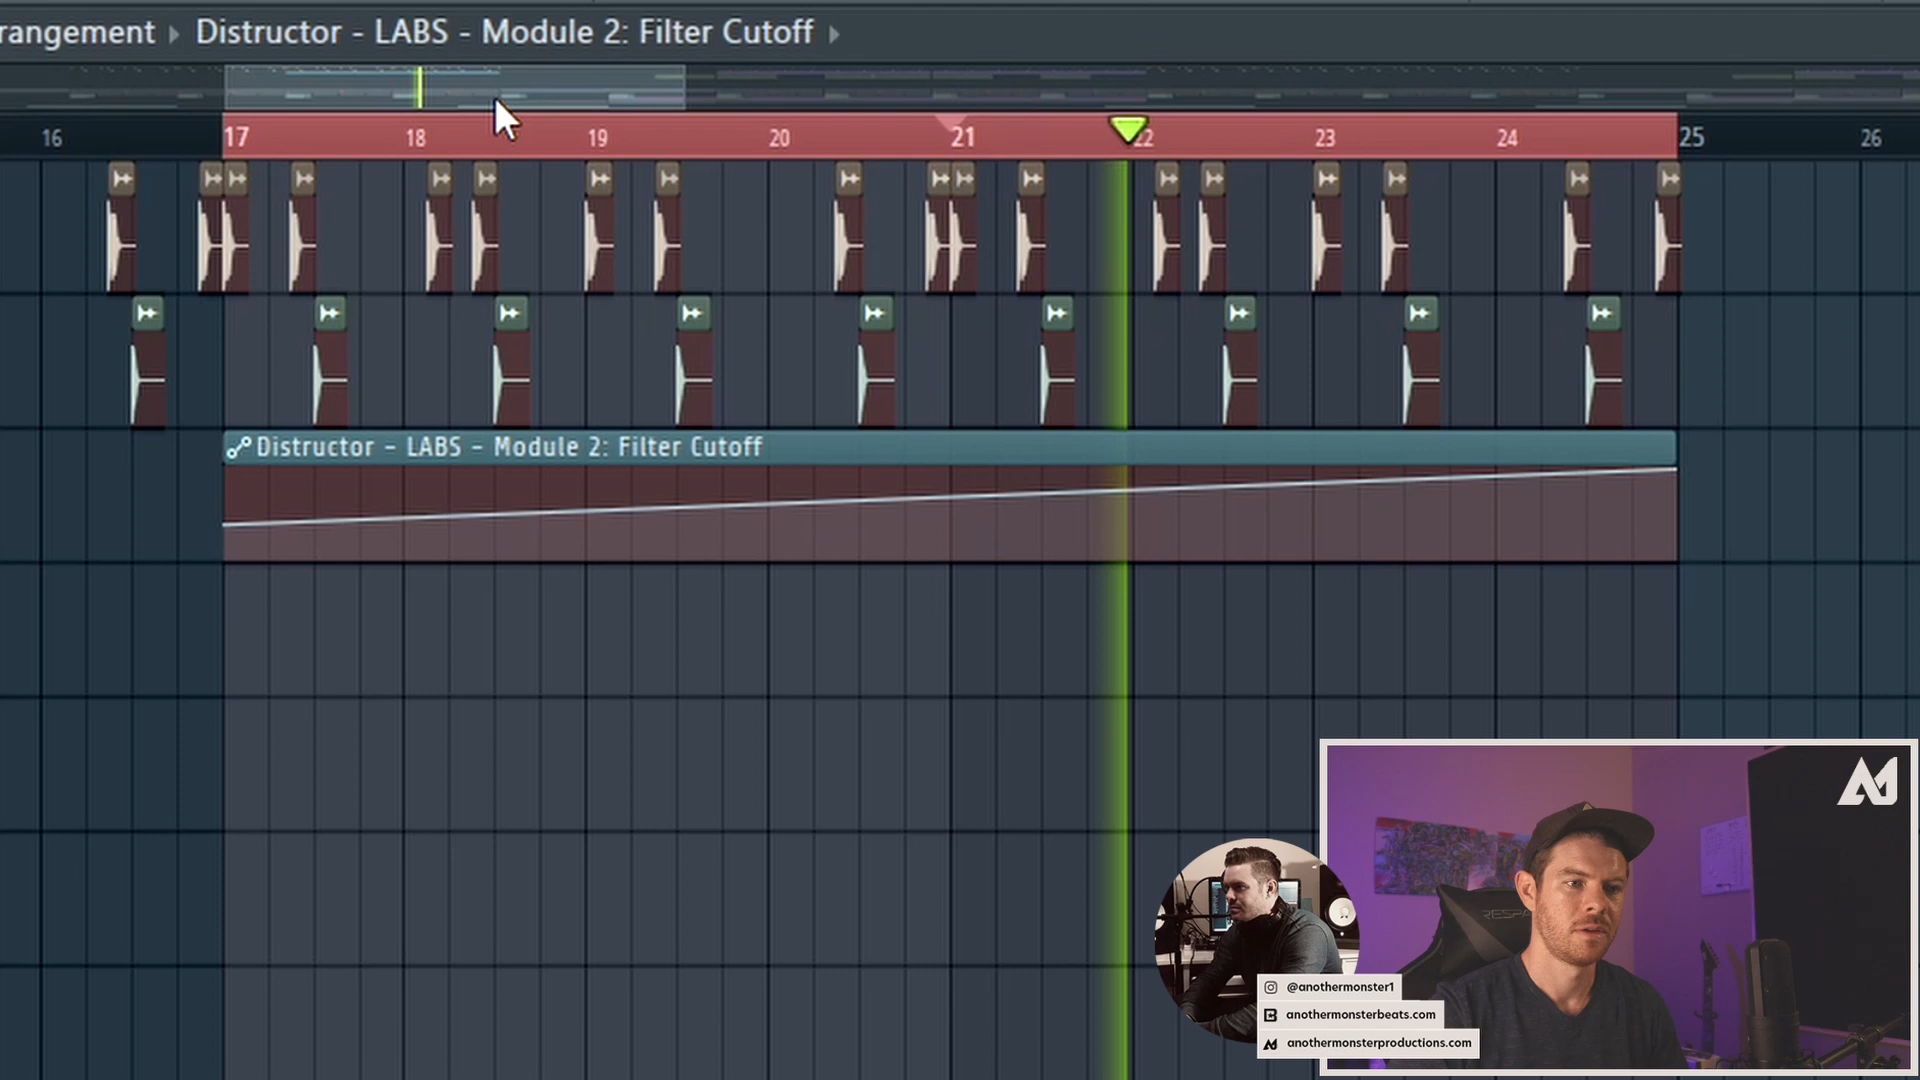 rangement ▸ Distructor - LABS - Module 2: Filter Cutoff ▸
16 17 18 19 20 21 22 23 24 25 26
Distructor - LABS - Module 2: Filter Cutoff
@anothermonster1
anothermonsterbeats.com
anothermonsterproductions.com